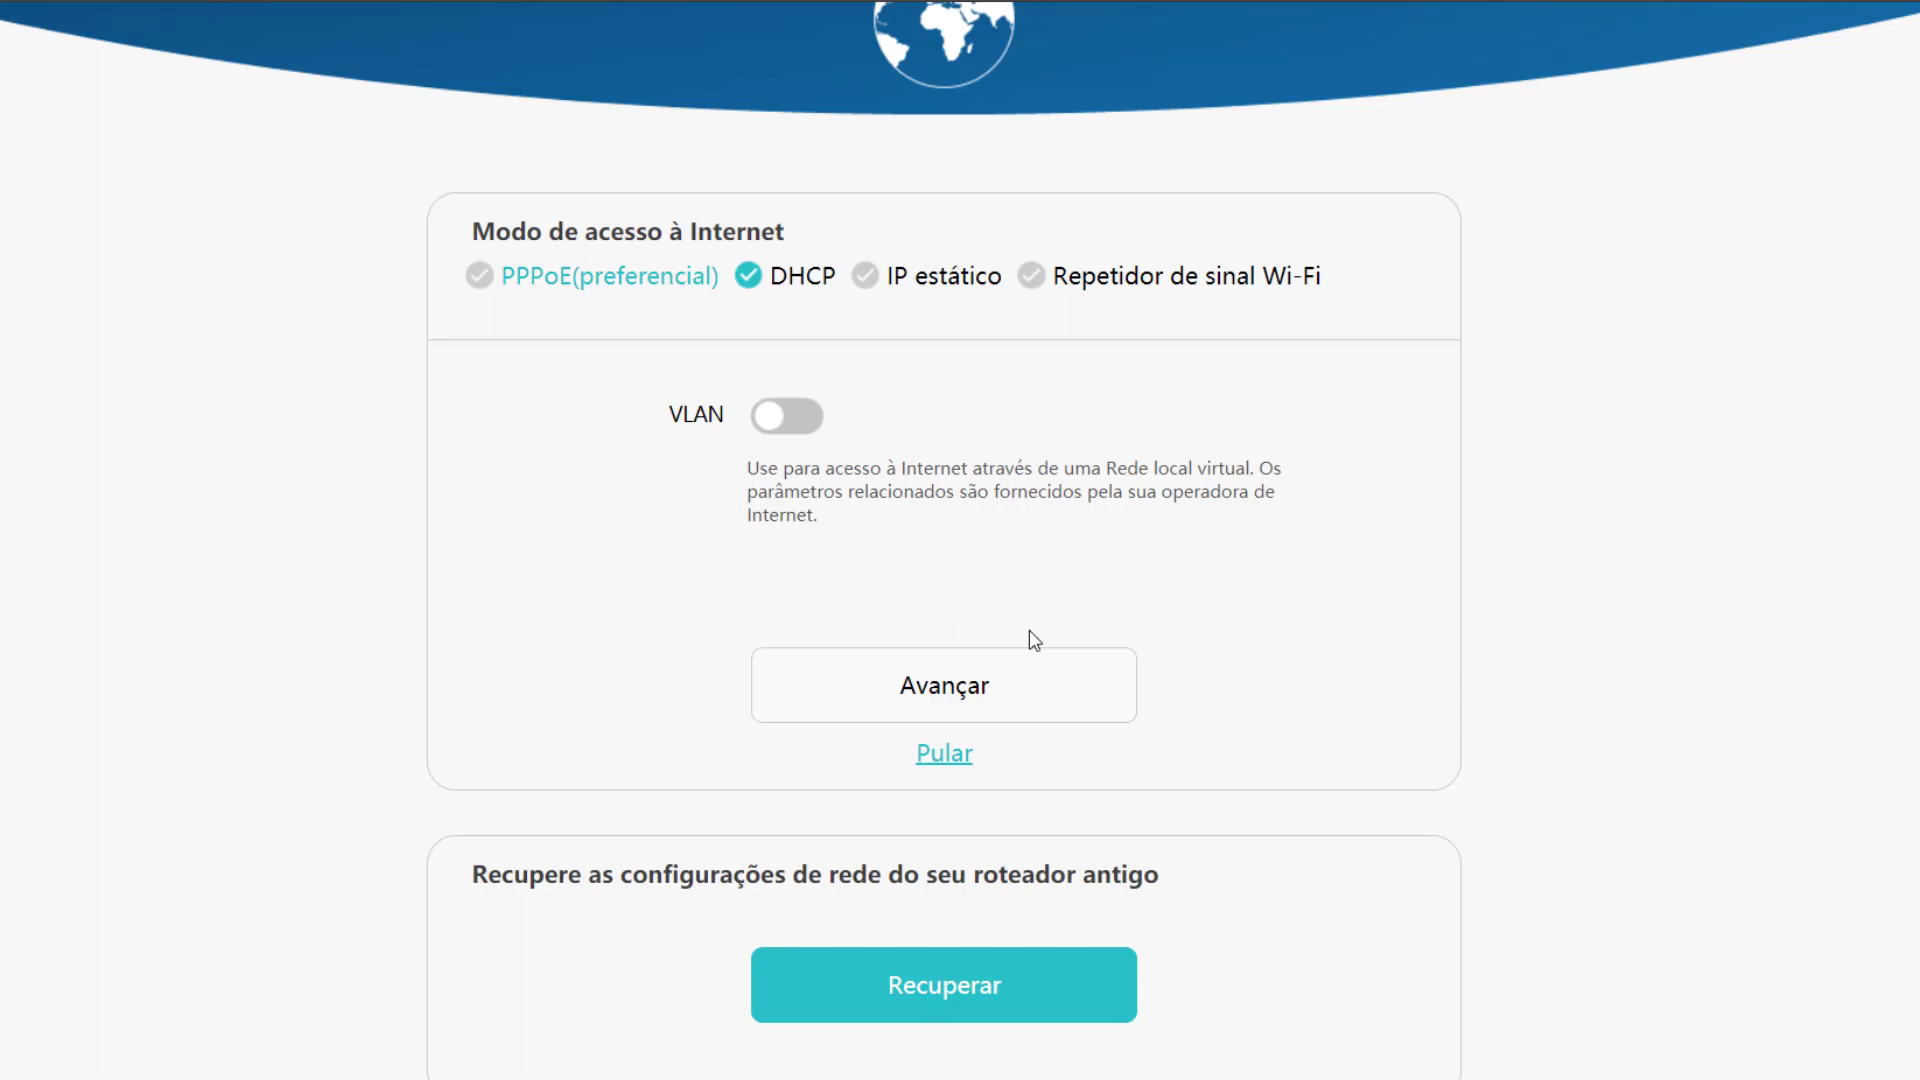 Modo de acesso à Internet
PPPoE(preferencial) DHCP IP estático Repetidor de sinal Wi-Fi
VLAN
Use para acesso à Internet através de uma Rede local virtual. Os
parâmetros relacionados são fornecidos pela sua operadora de
Internet.
Avançar
Pular
Recupere as configurações de rede do seu roteador antigo
Recuperar